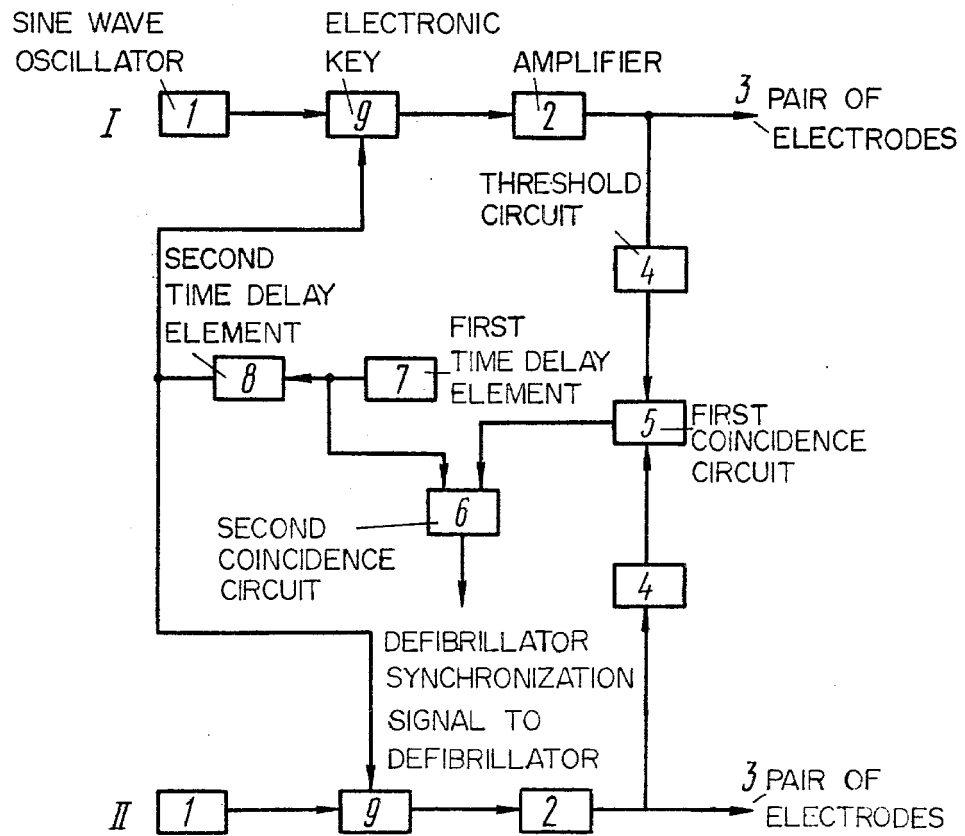 SINE WAVE
OSCILLATOR
ELECTRONIC
KEY
AMPLIFIER
I
1
9
2
3 PAIR OF
ELECTRODES
THRESHOLD
CIRCUIT
4
SECOND
TIME DELAY
ELEMENT
8
7
FIRST
TIME DELAY
ELEMENT
5
FIRST
COINCIDENCE
CIRCUIT
6
SECOND
COINCIDENCE
CIRCUIT
4
DEFIBRILLATOR
SYNCHRONIZATION
SIGNAL TO
DEFIBRILLATOR
II
1
9
2
3 PAIR OF
ELECTRODES